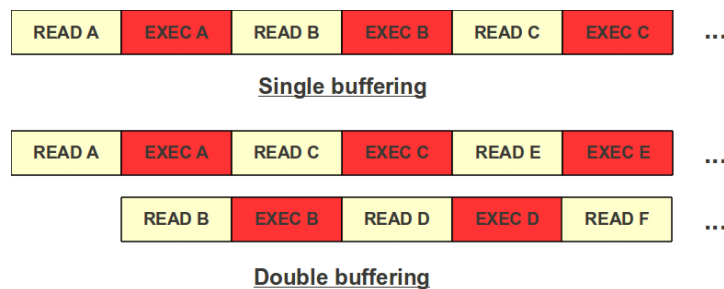 READ A EXEC A READ B EXEC B READ C EXEC C ...
Single buffering
READ A EXEC A READ C EXEC C READ E EXEC E ...
READ B EXEC B READ D EXEC D READ F ...
Double buffering